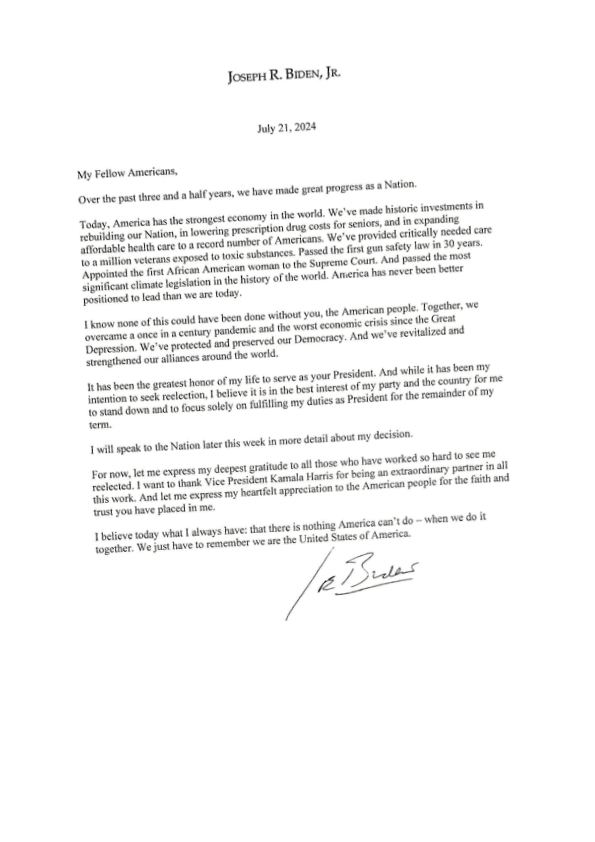 JOSEPH R. BIDEN, JR.
July 21, 2024
My Fellow Americans,
Over the past three and a half years, we have made great progress as a Nation.
Today, America has the strongest economy in the world. We've made historic investments in
rebuilding our Nation, in lowering prescription drug costs for seniors, and in expanding
affordable health care to a record number of Americans. We've provided critically needed care
to a million veterans exposed to toxic substances. Passed the first gun safety law in 30 years.
Appointed the first African American woman to the Supreme Court. And passed the most
significant climate legislation in the history of the world. America has never been better
positioned to lead than we are today.
I know none of this could have been done without you, the American people. Together, we
overcame a once in a century pandemic and the worst economic crisis since the Great
Depression. We've protected and preserved our Democracy. And we've revitalized and
strengthened our alliances around the world.
It has been the greatest honor of my life to serve as your President. And while it has been my
intention to seek reelection, I believe it is in the best interest of my party and the country for me
to stand down and to focus solely on fulfilling my duties as President for the remainder of my
term.
I will speak to the Nation later this week in more detail about my decision.
For now, let me express my deepest gratitude to all those who have worked so hard to see me
reelected. I want to thank Vice President Kamala Harris for being an extraordinary partner in all
this work. And let me express my heartfelt appreciation to the American people for the faith and
trust you have placed in me.
I believe today what I always have: that there is nothing America can't do – when we do it
together. We just have to remember we are the United States of America.
Joe Biden